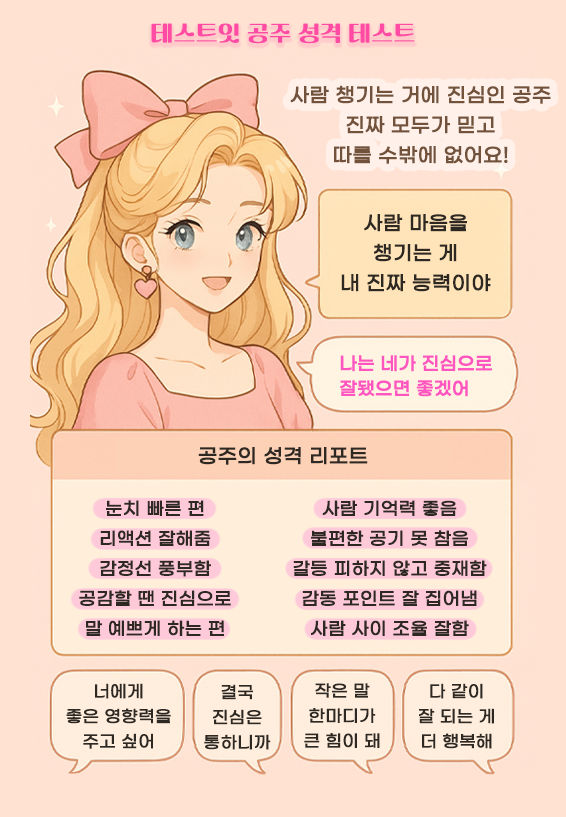 테스트잇 공주 성격 테스트
사람 챙기는 거에 진심인 공주
진짜 모두가 믿고
따를 수밖에 없어요!
사람 마음을
챙기는 게
내 진짜 능력이야
나는 네가 진심으로
잘됐으면 좋겠어
공주의 성격 리포트
눈치 빠른 편
리액션 잘해줌
감정선 풍부함
공감할 땐 진심으로
말 예쁘게 하는 편
사람 기억력 좋음
불편한 공기 못 참음
갈등 피하지 않고 중재함
감동 포인트 잘 집어냄
사람 사이 조율 잘함
너에게
좋은 영향력을
주고 싶어
결국
진심은
통하니까
작은 말
한마디가
큰 힘이 돼
다 같이
잘 되는 게
더 행복해